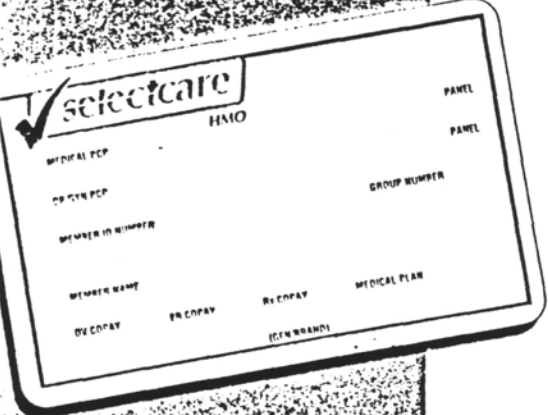 selectcare
HMO
MEDICAL PCP PANEL
OB GYN PCP PANEL
MEMBER ID NUMBER GROUP NUMBER
MEMBER NAME
OV COPAY ER COPAY Rx COPAY MEDICAL PLAN
(GEN/BRAND)